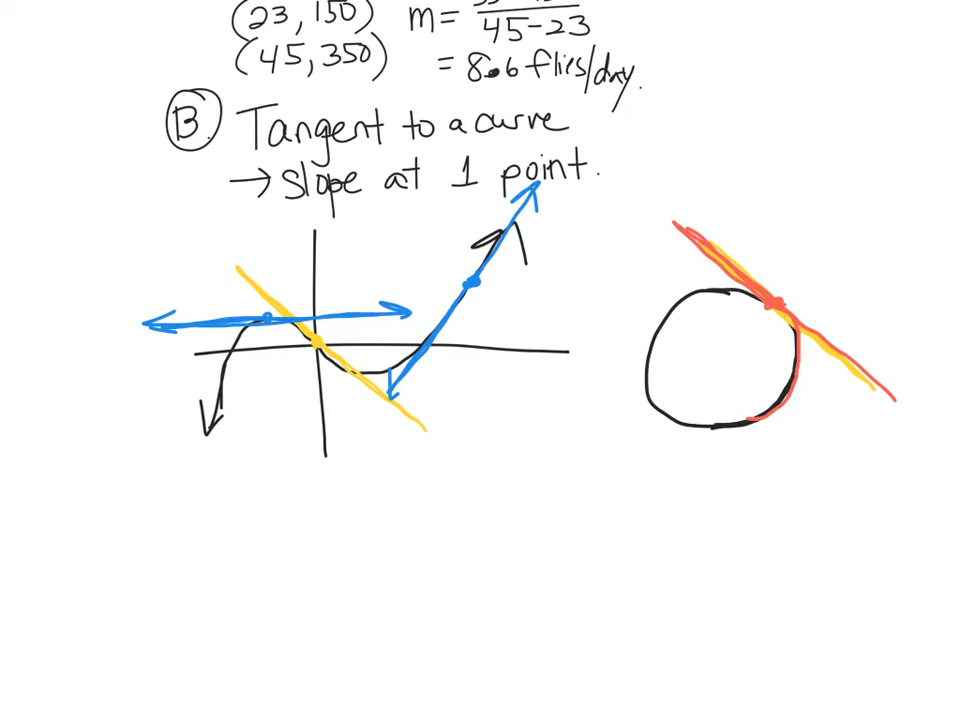 (23, 150) m =
45-23
(45, 350) = 8.6 flies/day.
B Tangent to a curve
→ slope at 1 point.